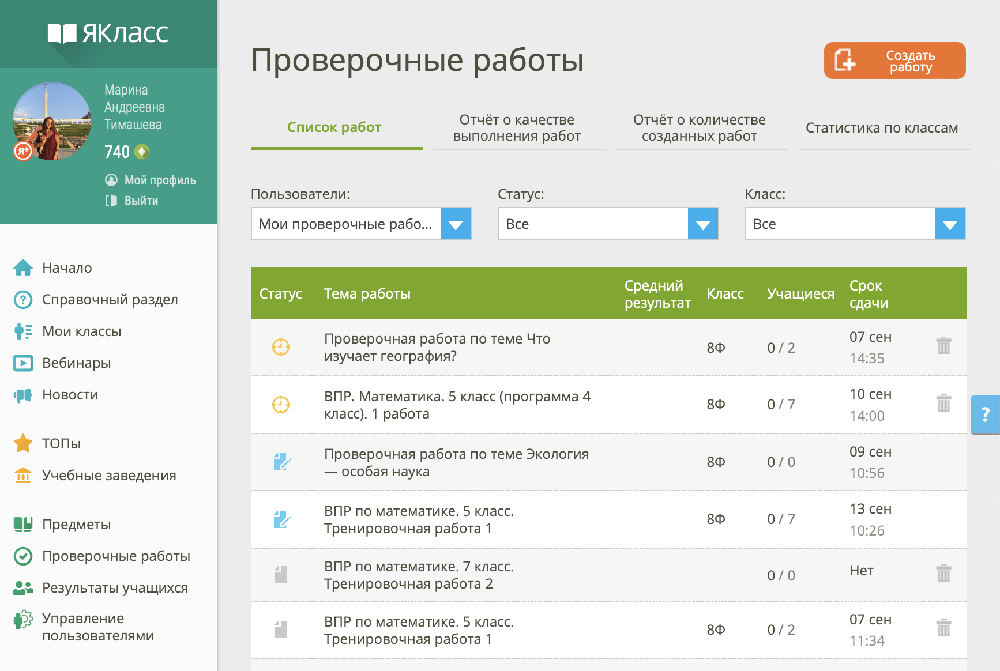 ЯКласс
Марина
Андреевна
Тимашева
Я+
740
Мой профиль
Выйти
Начало
Справочный раздел
Мои классы
Вебинары
Новости
ТОПы
Учебные заведения
Предметы
Проверочные работы
Результаты учащихся
Управление
пользователями
Проверочные работы
Создать
работу
Список работ
Отчёт о качестве
выполнения работ
Отчёт о количестве
созданных работ
Статистика по классам
Пользователи:
Мои проверочные рабо...
Статус:
Все
Класс:
Все
Статус
Тема работы
Средний
результат
Класс
Учащиеся
Срок
сдачи
Проверочная работа по теме Что
изучает география?
8Ф
0 / 2
07 сен
14:35
ВПР. Математика. 5 класс (программа 4
класс). 1 работа
8Ф
0 / 7
10 сен
14:00
Проверочная работа по теме Экология
— особая наука
8Ф
0 / 0
09 сен
10:56
ВПР по математике. 5 класс.
Тренировочная работа 1
8Ф
0 / 7
13 сен
10:26
ВПР по математике. 7 класс.
Тренировочная работа 2
0 / 0
Нет
ВПР по математике. 5 класс.
Тренировочная работа 1
8Ф
0 / 2
07 сен
11:34
?